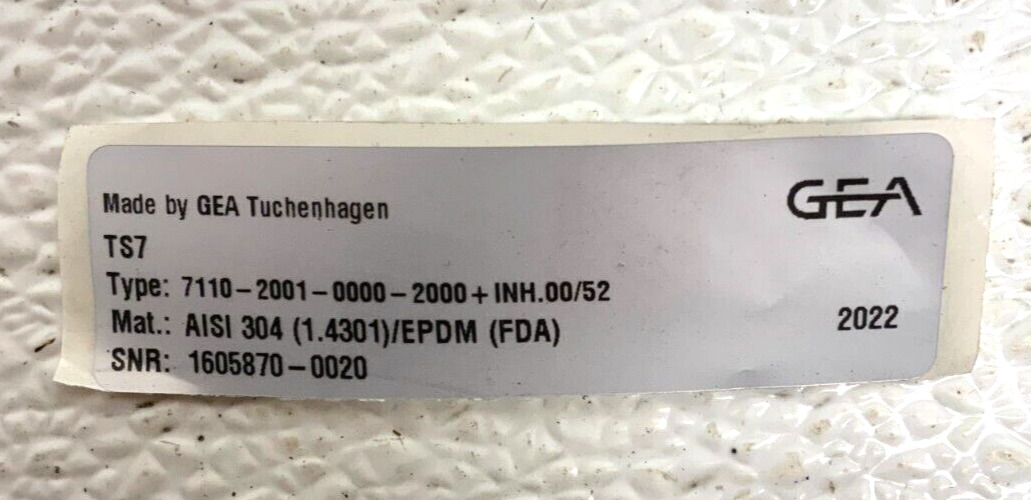 GEA
Made by GEA Tuchenhagen
TS7
Type: 7110-2001-0000-2000+INH.00/52
Mat.: AISI 304 (1.4301)/EPDM (FDA)
2022
SNR: 1605870-0020